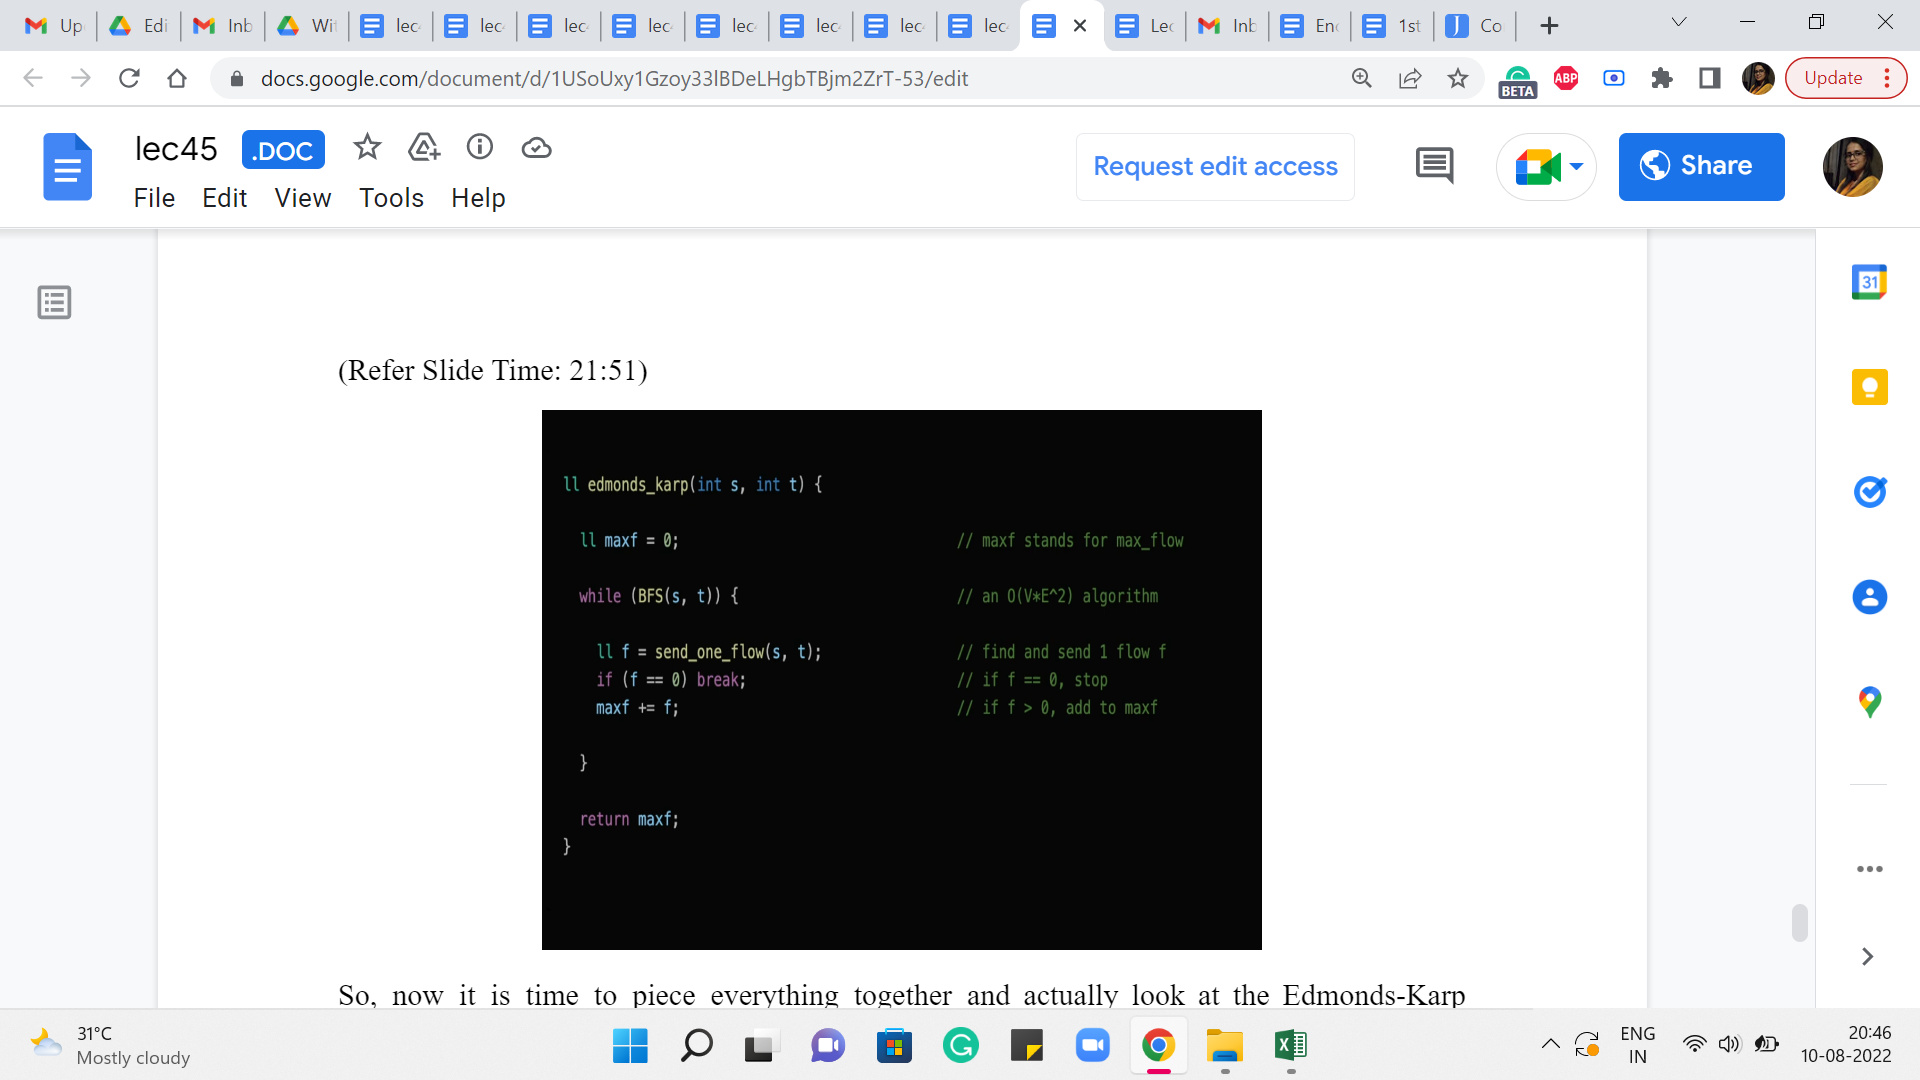 Up
Edi
Inb
Wi
lec
lec
lec
lec
lec
lec
lec
lec
Lec
Inb
En
1st
Co
docs.google.com/document/d/1USoUxy1Gzoy33lBDeLHgbTBjm2ZrT-53/edit
BETA
ABP
Update
lec45 .DOC
File Edit View Tools Help
Request edit access
Share
31
(Refer Slide Time: 21:51)
ll edmonds_karp(int s, int t) {
ll maxf = 0; // maxf stands for max_flow
while (BFS(s, t)) { // an O(V*E^2) algorithm
ll f = send_one_flow(s, t); // find and send 1 flow f
if (f == 0) break; // if f == 0, stop
maxf += f; // if f > 0, add to maxf
}
return maxf;
}
So, now it is time to piece everything together and actually look at the Edmonds-Karp
31°C
Mostly cloudy
ENG
IN
20:46
10-08-2022